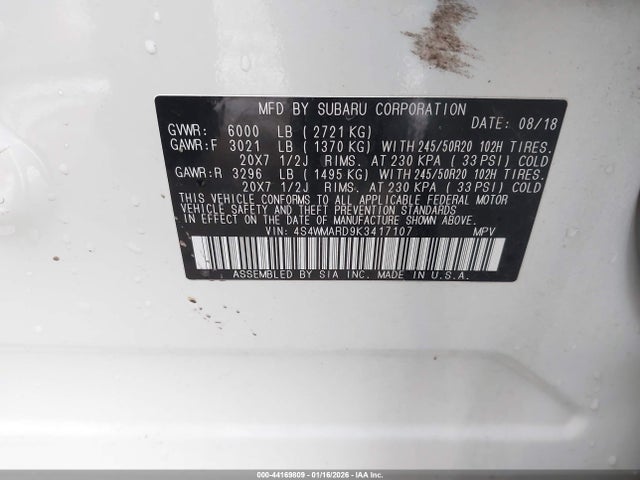 MFD BY SUBARU CORPORATION
DATE: 08/18
GVWR: 6000 LB (2721 KG)
GAWR:F 3021 LB (1370 KG) WITH 245/50R20 102H TIRES.
20X7 1/2J RIMS. AT 230 KPA (33 PSI) COLD
GAWR:R 3296 LB (1495 KG) WITH 245/50R20 102H TIRES.
20X7 1/2J RIMS. AT 230 KPA (33 PSI) COLD
THIS VEHICLE CONFORMS TO ALL APPLICABLE FEDERAL MOTOR
VEHICLE SAFETY AND THEFT PREVENTION STANDARDS
IN EFFECT ON THE DATE OF MANUFACTURE SHOWN ABOVE.
VIN: 4S4WMARD9K3417107 MPV
ASSEMBLED BY SIA INC. MADE IN U.S.A.
000-44169809 - 01/16/2026 - IAA Inc.